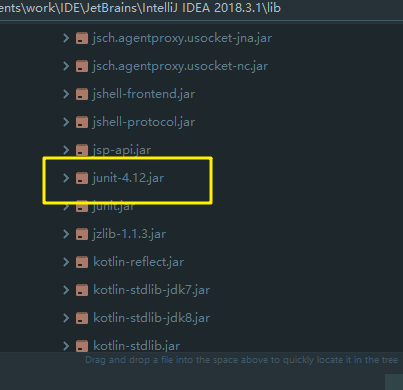 ents\work\IDE\JetBrains\IntelliJ IDEA 2018.3.1\lib
jsch.agentproxy.usocket-jna.jar
jsch.agentproxy.usocket-nc.jar
jshell-frontend.jar
jshell-protocol.jar
jsp-api.jar
junit-4.12.jar
junit.jar
jzlib-1.1.3.jar
kotlin-reflect.jar
kotlin-stdlib-jdk7.jar
kotlin-stdlib-jdk8.jar
kotlin-stdlib.jar
Drag and drop a file into the space above to quickly locate it in the tree